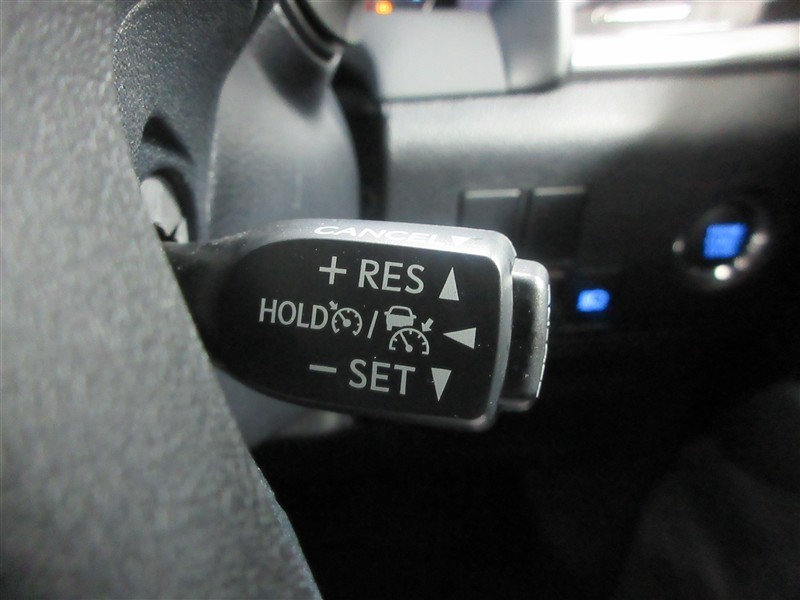 CANCEL
+ RES
HOLD /
− SET